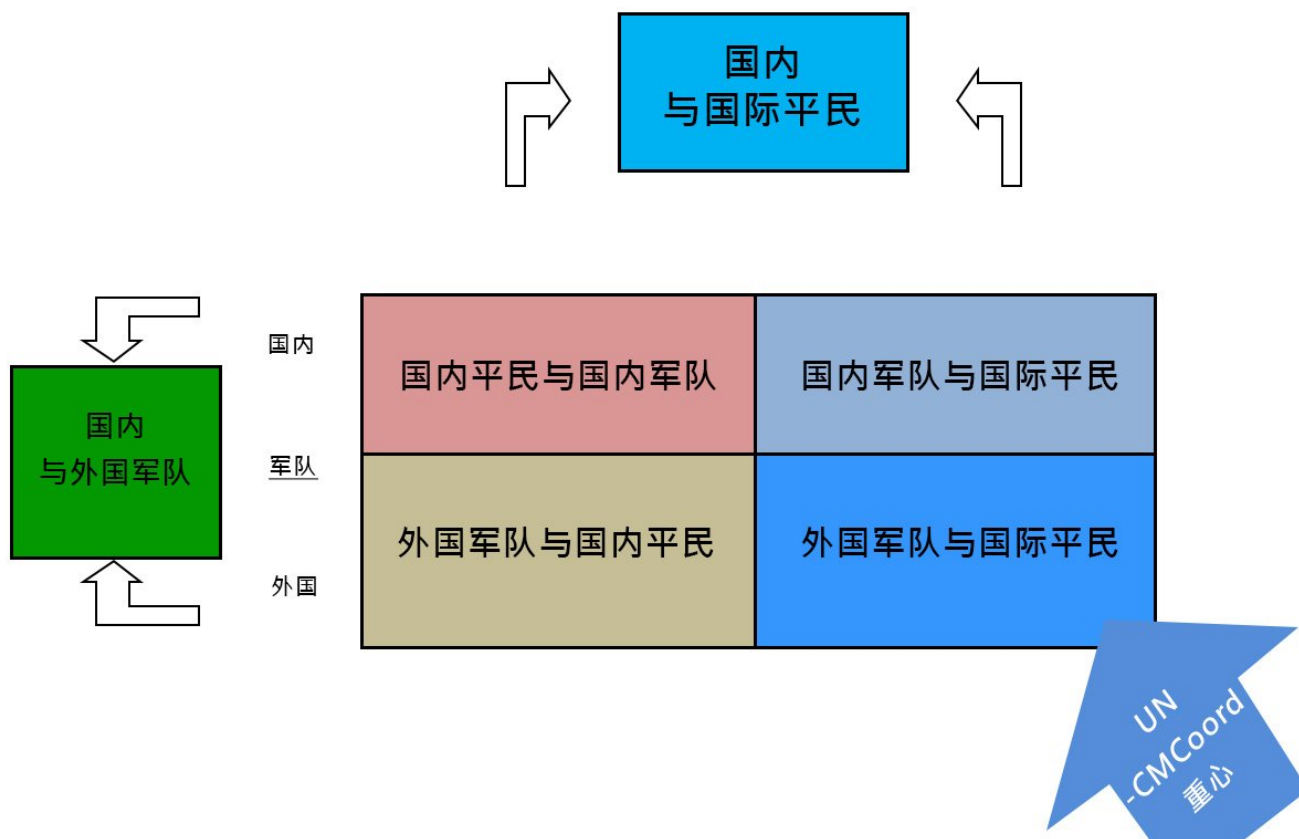 国内
与国际平民
国内
国内平民与国内军队
国内军队与国际平民
国内
与外国军队
军队
外国军队与国内平民
外国军队与国际平民
外国
UN
-CMCoord
重心